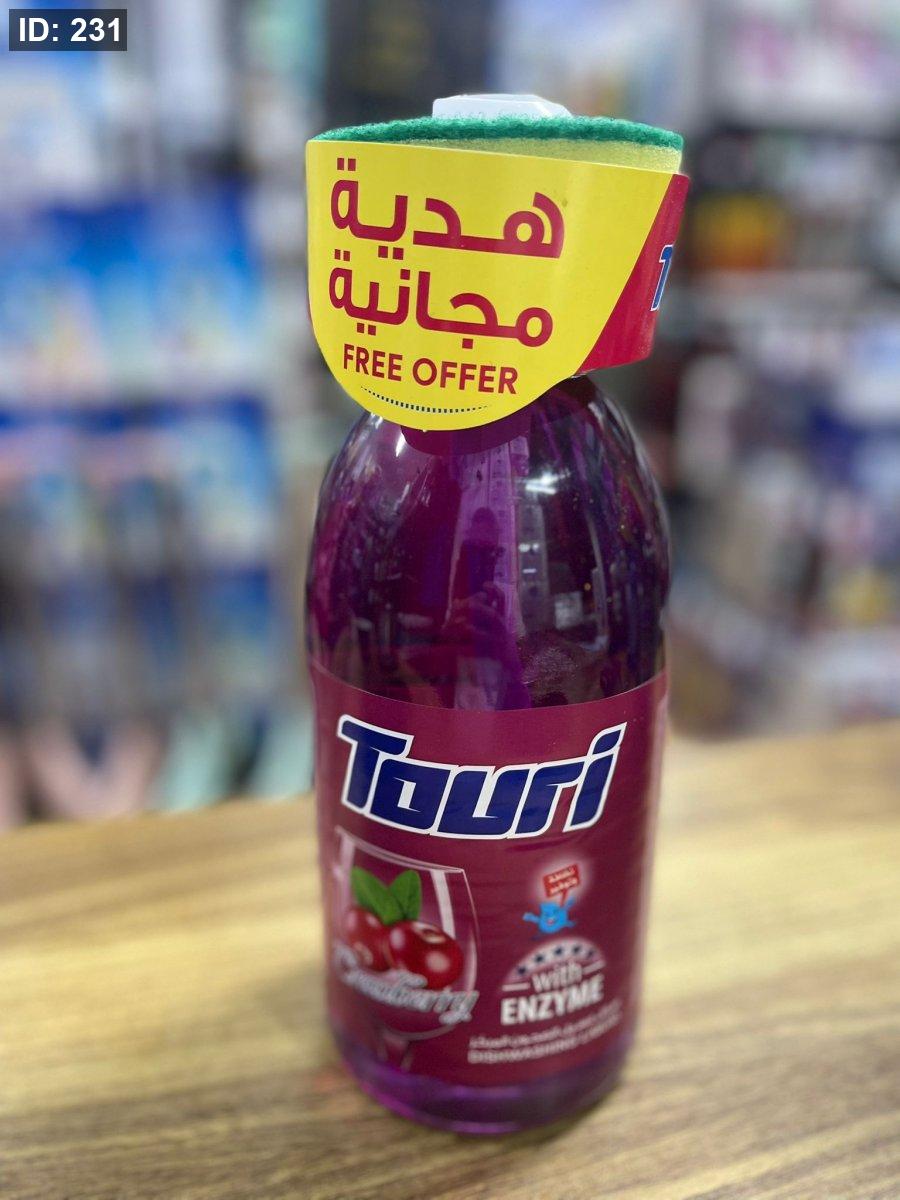 ID: 231
هدية
مجانية
FREE OFFER
Touri
Cranberry
with
ENZYME
DISHWASHING LIQUID